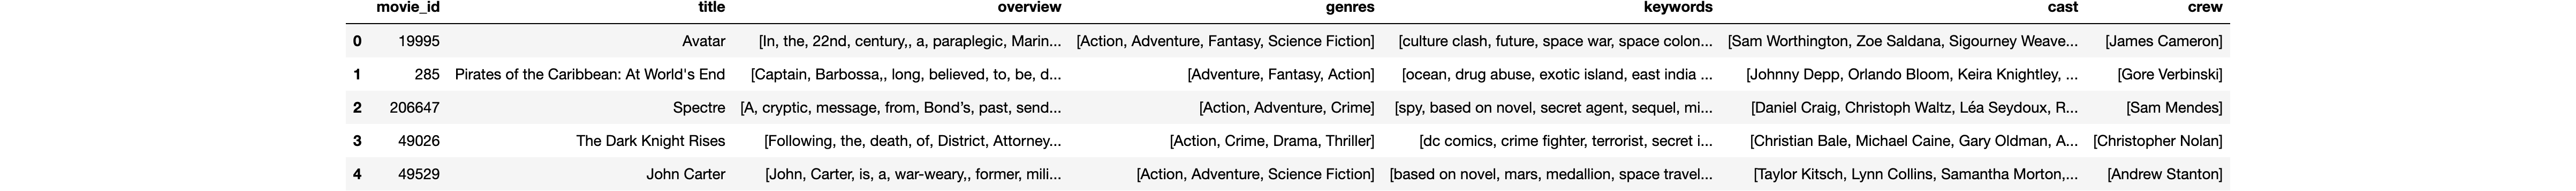 movie_id title overview genres keywords cast crew
0 19995 Avatar [In, the, 22nd, century,, a, paraplegic, Marin... [Action, Adventure, Fantasy, Science Fiction] [culture clash, future, space war, space colon... [Sam Worthington, Zoe Saldana, Sigourney Weave... [James Cameron]
1 285 Pirates of the Caribbean: At World's End [Captain, Barbossa,, long, believed, to, be, d... [Adventure, Fantasy, Action] [ocean, drug abuse, exotic island, east india ... [Johnny Depp, Orlando Bloom, Keira Knightley, ... [Gore Verbinski]
2 206647 Spectre [A, cryptic, message, from, Bond’s, past, send... [Action, Adventure, Crime] [spy, based on novel, secret agent, sequel, mi... [Daniel Craig, Christoph Waltz, Léa Seydoux, R... [Sam Mendes]
3 49026 The Dark Knight Rises [Following, the, death, of, District, Attorney... [Action, Crime, Drama, Thriller] [dc comics, crime fighter, terrorist, secret i... [Christian Bale, Michael Caine, Gary Oldman, A... [Christopher Nolan]
4 49529 John Carter [John, Carter, is, a, war-weary,, former, mili... [Action, Adventure, Science Fiction] [based on novel, mars, medallion, space travel... [Taylor Kitsch, Lynn Collins, Samantha Morton,... [Andrew Stanton]